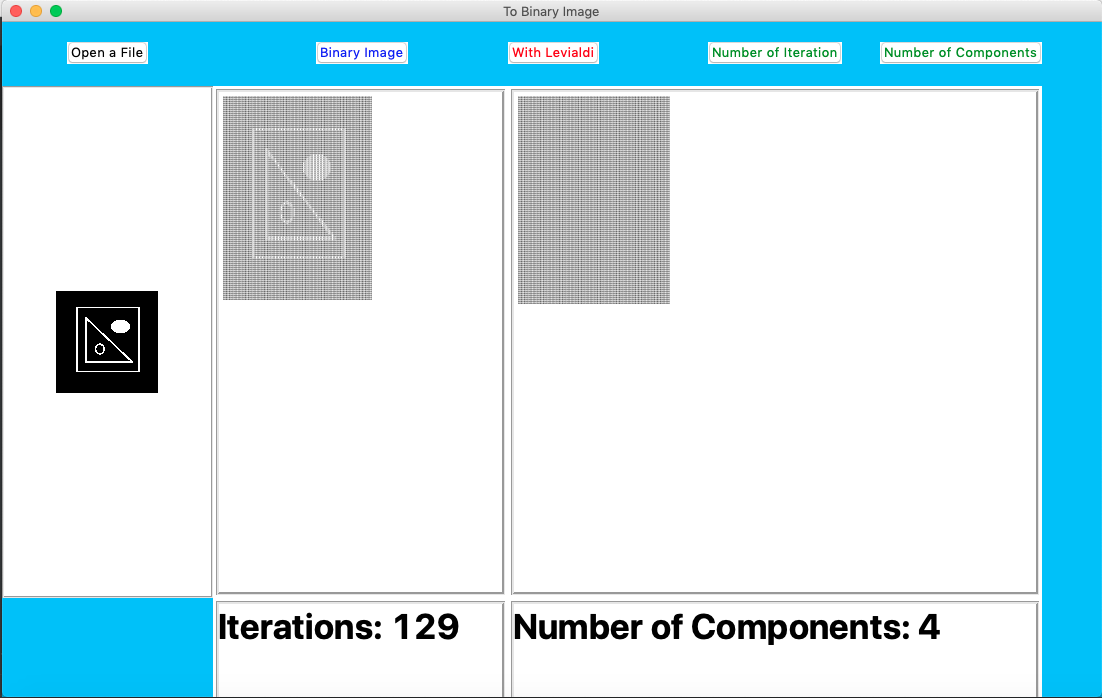 To Binary Image
Open a File
Binary Image
With Levialdi
Number of Iteration
Number of Components
Iterations: 129
Number of Components: 4